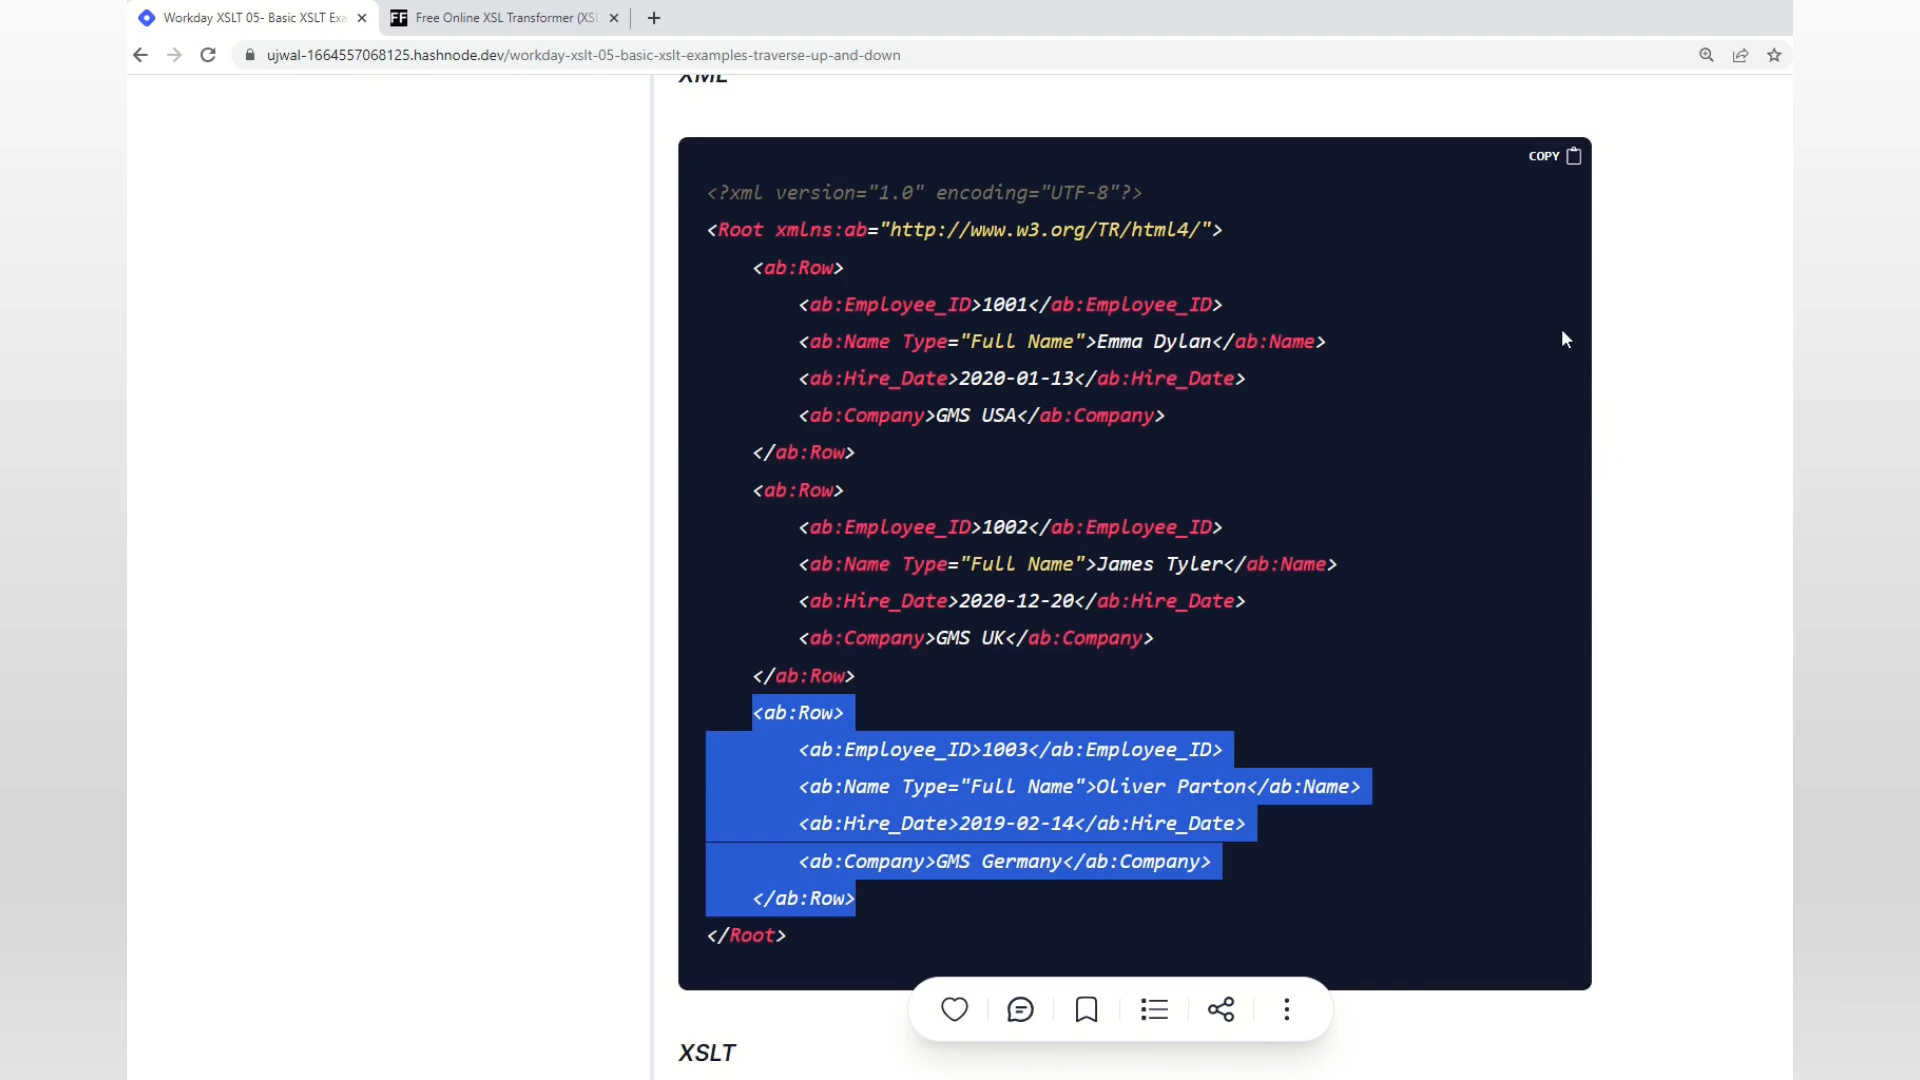 Workday XSLT 05- Basic XSLT Exa
Free Online XSL Transformer (XSL
ujwal-1664557068125.hashnode.dev/workday-xslt-05-basic-xslt-examples-traverse-up-and-down
XML
COPY
<?xml version="1.0" encoding="UTF-8"?>
<Root xmlns:ab="http://www.w3.org/TR/html4/">
<ab:Row>
<ab:Employee_ID>1001</ab:Employee_ID>
<ab:Name Type="Full Name">Emma Dylan</ab:Name>
<ab:Hire_Date>2020-01-13</ab:Hire_Date>
<ab:Company>GMS USA</ab:Company>
</ab:Row>
<ab:Row>
<ab:Employee_ID>1002</ab:Employee_ID>
<ab:Name Type="Full Name">James Tyler</ab:Name>
<ab:Hire_Date>2020-12-20</ab:Hire_Date>
<ab:Company>GMS UK</ab:Company>
</ab:Row>
<ab:Row>
<ab:Employee_ID>1003</ab:Employee_ID>
<ab:Name Type="Full Name">Oliver Parton</ab:Name>
<ab:Hire_Date>2019-02-14</ab:Hire_Date>
<ab:Company>GMS Germany</ab:Company>
</ab:Row>
</Root>
XSLT